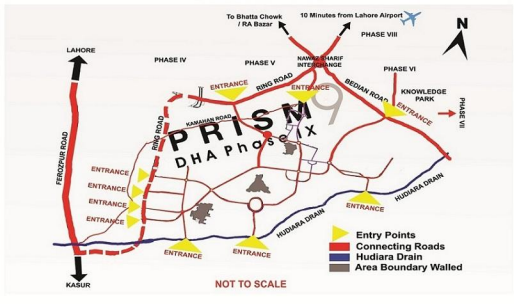 To Bhatta Chowk
/ RA Bazar
10 Minutes from Lahore Airport
PHASE VIII
N
LAHORE
PHASE IV
PHASE V
NAWAZ SHARIF
INTERCHANGE
PHASE VI
RING ROAD
BEDIAN ROAD
KNOWLEDGE
PARK
ENTRANCE
ENTRANCE
ENTRANCE
PHASE VII
9
PRISM
DHA Phase IX
KAMAHAN ROAD
RING ROAD
FEROZPUR ROAD
ENTRANCE
ENTRANCE
ENTRANCE
ENTRANCE
ENTRANCE
HUDIARA DRAIN
HUDIARA DRAIN
ENTRANCE
ENTRANCE
KASUR
NOT TO SCALE
Entry Points
Connecting Roads
Hudiara Drain
Area Boundary Walled